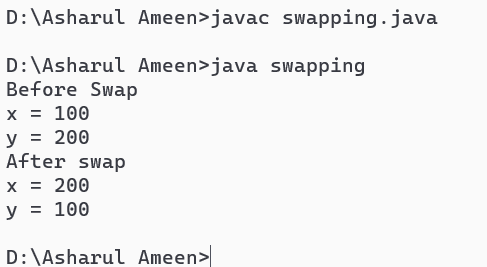 D:\Asharul Ameen>javac swapping.java
D:\Asharul Ameen>java swapping
Before Swap
x = 100
y = 200
After swap
x = 200
y = 100
D:\Asharul Ameen>